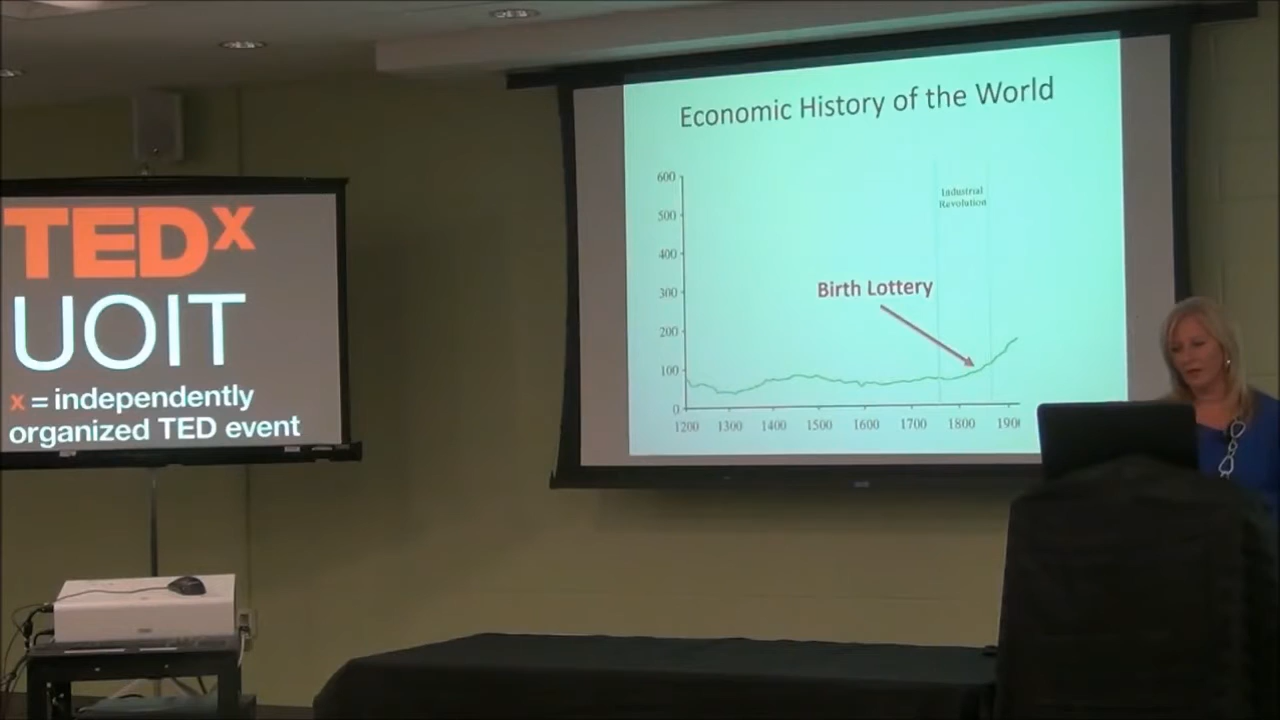 TEDx
UOIT
x = independently
organized TED event
Economic History of the World
600
500
400
300
200
100
0
Industrial
Revolution
Birth Lottery
1200 1300 1400 1500 1600 1700 1800 190